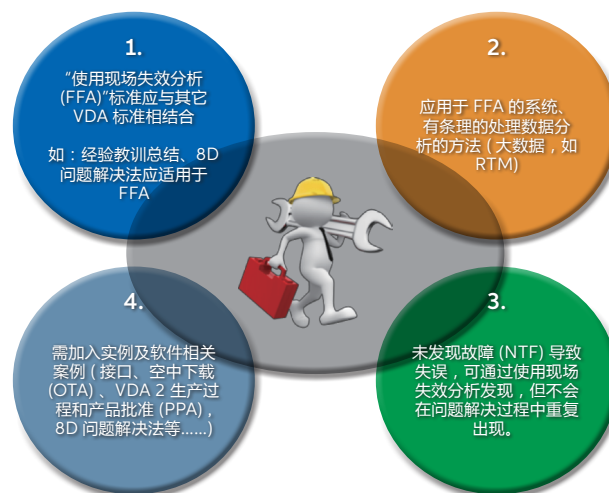 1.
“使用现场失效分析
(FFA)”标准应与其它
VDA 标准相结合
如：经验教训总结、8D
问题解决法应适用于
FFA
2.
应用于 FFA 的系统、
有条理的处理数据分
析的方法 ( 大数据，如
RTM)
4.
需加入实例及软件相关
案例 ( 接口、空中下载
(OTA) 、VDA 2 生产过
程和产品批准 (PPA) ,
8D 问题解决法等......)
3.
未发现故障 (NTF) 导致
失误，可通过使用现场
失效分析发现，但不会
在问题解决过程中重复
出现。